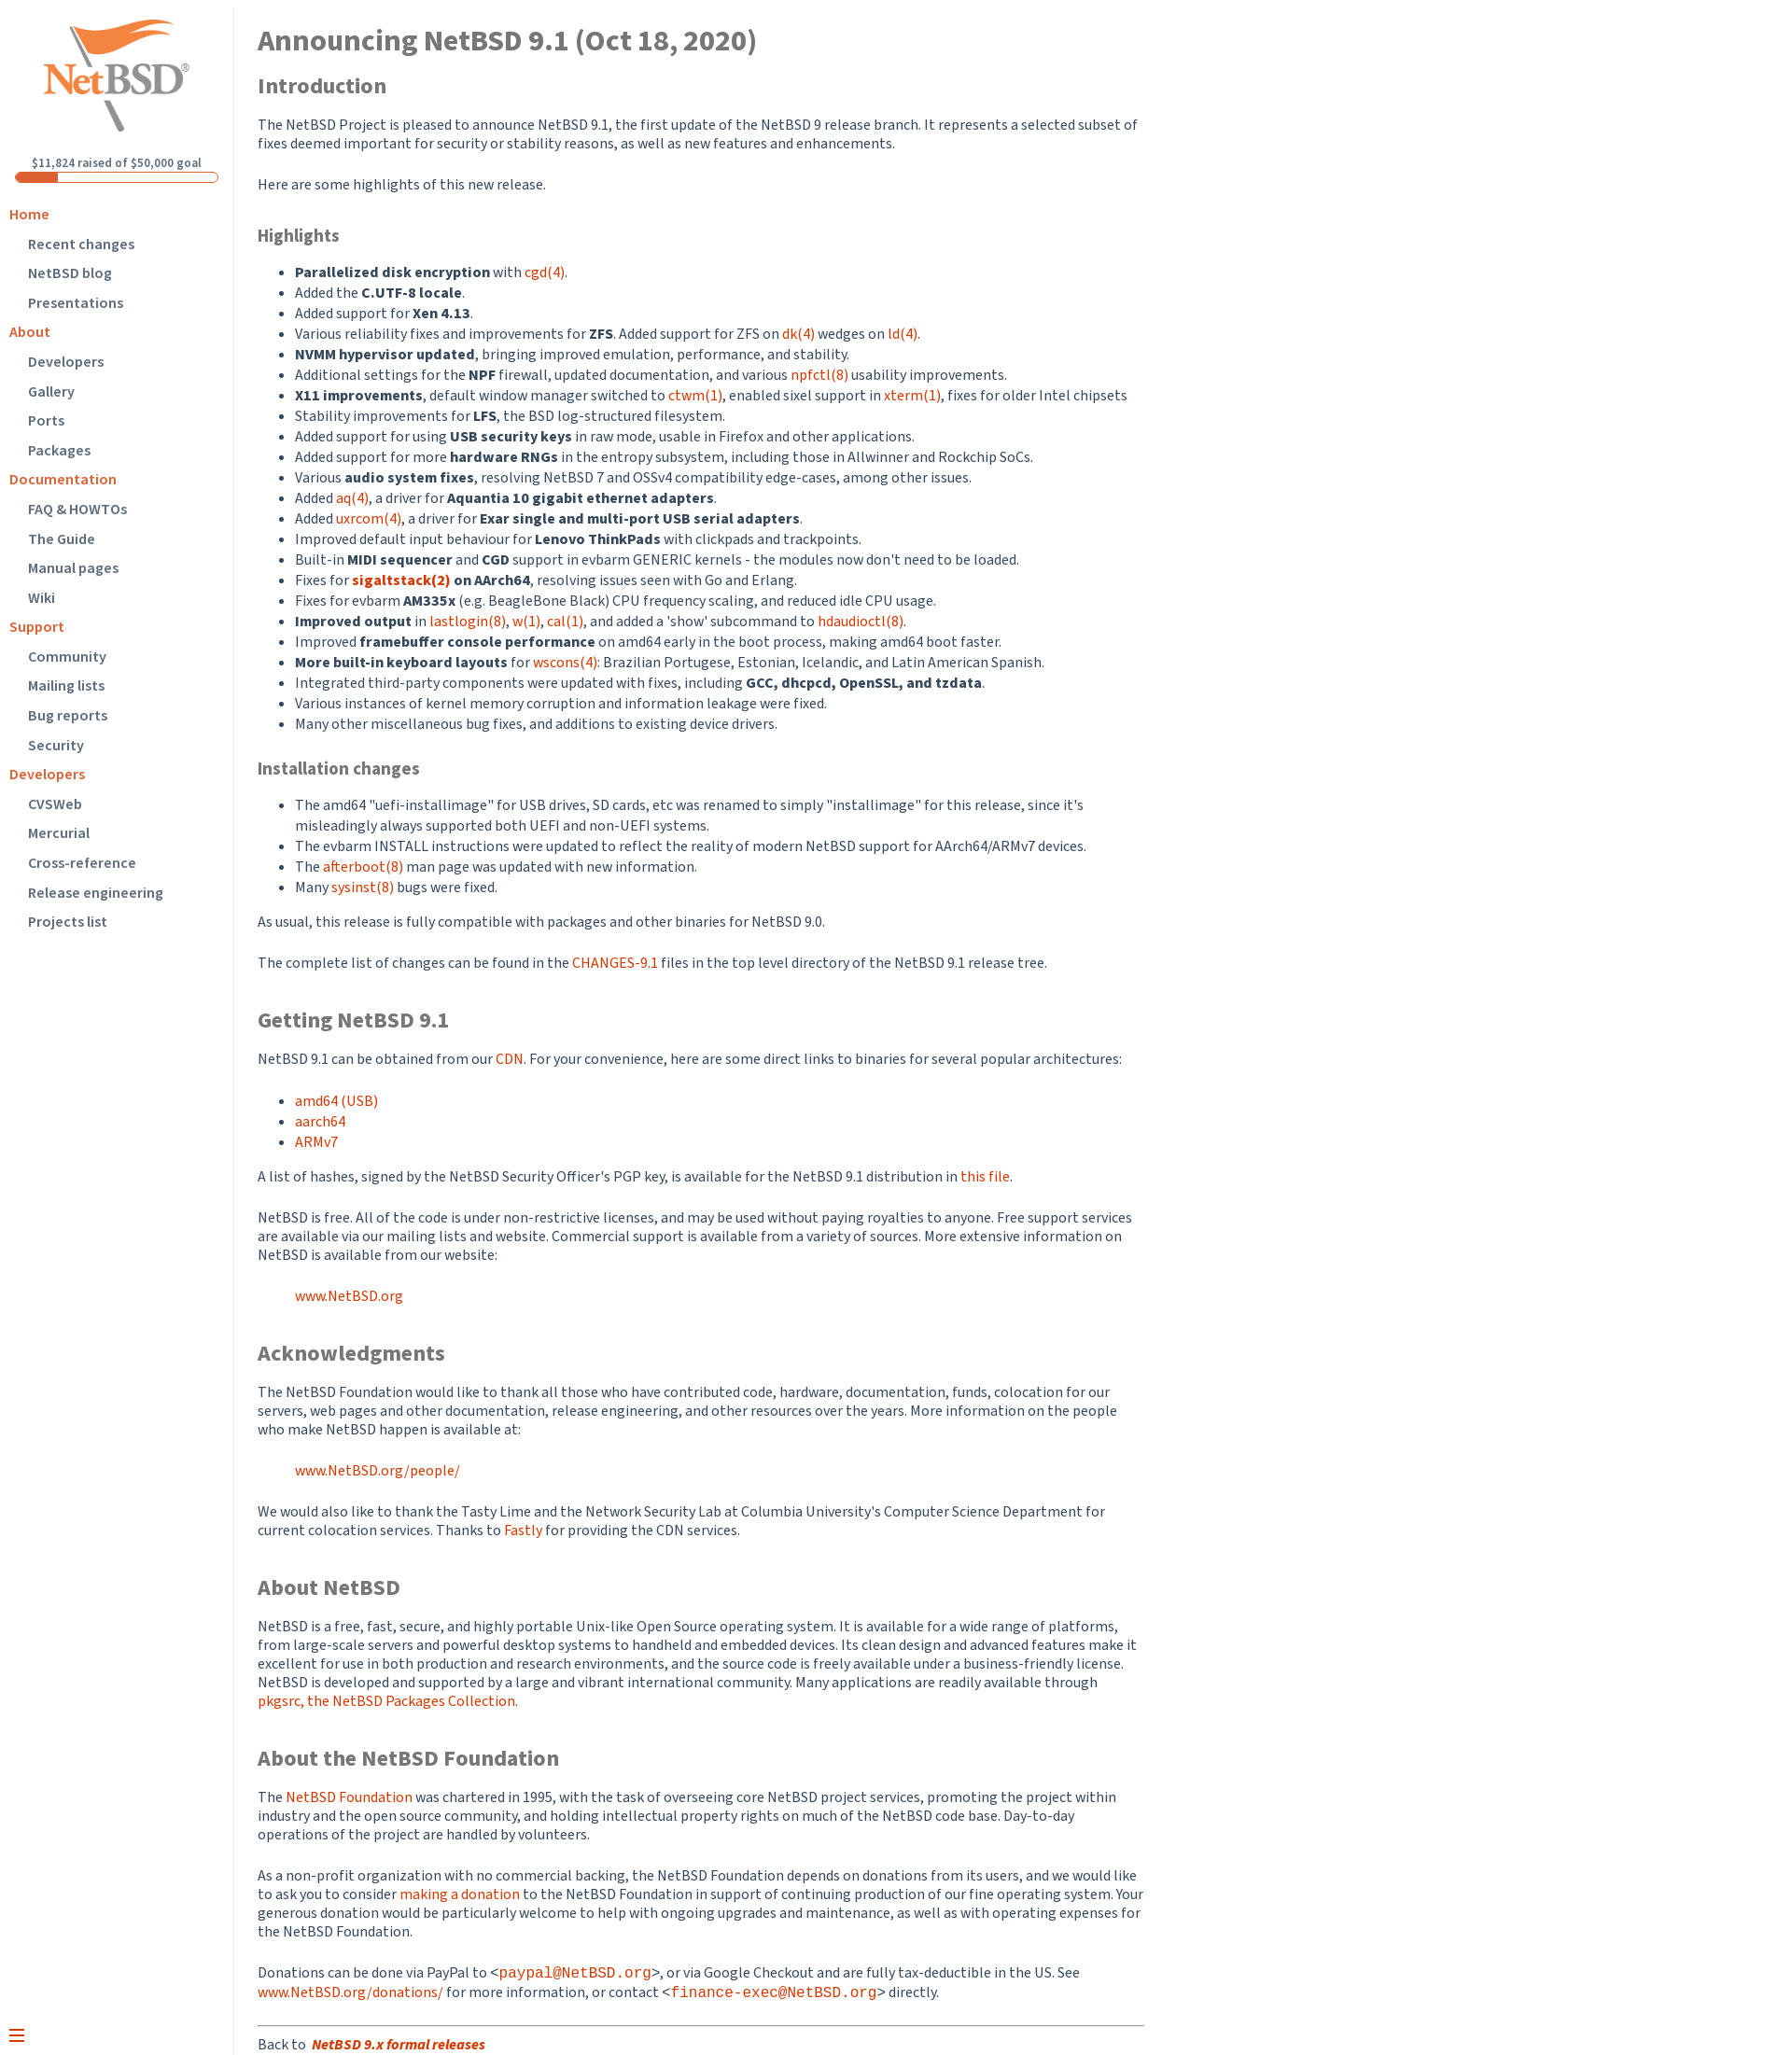 NetBSD®
$11,824 raised of $50,000 goal
Home
Recent changes
NetBSD blog
Presentations
About
Developers
Gallery
Ports
Packages
Documentation
FAQ & HOWTOs
The Guide
Manual pages
Wiki
Support
Community
Mailing lists
Bug reports
Security
Developers
CVSWeb
Mercurial
Cross-reference
Release engineering
Projects list
Announcing NetBSD 9.1 (Oct 18, 2020)
Introduction
The NetBSD Project is pleased to announce NetBSD 9.1, the first update of the NetBSD 9 release branch. It represents a selected subset of
fixes deemed important for security or stability reasons, as well as new features and enhancements.
Here are some highlights of this new release.
Highlights
• Parallelized disk encryption with cgd(4).
• Added the C.UTF-8 locale.
• Added support for Xen 4.13.
• Various reliability fixes and improvements for ZFS. Added support for ZFS on dk(4) wedges on ld(4).
• NVMM hypervisor updated, bringing improved emulation, performance, and stability.
• Additional settings for the NPF firewall, updated documentation, and various npfctl(8) usability improvements.
• X11 improvements, default window manager switched to ctwm(1), enabled sixel support in xterm(1), fixes for older Intel chipsets
• Stability improvements for LFS, the BSD log-structured filesystem.
• Added support for using USB security keys in raw mode, usable in Firefox and other applications.
• Added support for more hardware RNGs in the entropy subsystem, including those in Allwinner and Rockchip SoCs.
• Various audio system fixes, resolving NetBSD 7 and OSSv4 compatibility edge-cases, among other issues.
• Added aq(4), a driver for Aquantia 10 gigabit ethernet adapters.
• Added uxrcom(4), a driver for Exar single and multi-port USB serial adapters.
• Improved default input behaviour for Lenovo ThinkPads with clickpads and trackpoints.
• Built-in MIDI sequencer and CGD support in evbarm GENERIC kernels - the modules now don't need to be loaded.
• Fixes for sigaltstack(2) on AArch64, resolving issues seen with Go and Erlang.
• Fixes for evbarm AM335x (e.g. BeagleBone Black) CPU frequency scaling, and reduced idle CPU usage.
• Improved output in lastlogin(8), w(1), cal(1), and added a 'show' subcommand to hdaudioctl(8).
• Improved framebuffer console performance on amd64 early in the boot process, making amd64 boot faster.
• More built-in keyboard layouts for wscons(4): Brazilian Portugese, Estonian, Icelandic, and Latin American Spanish.
• Integrated third-party components were updated with fixes, including GCC, dhcpcd, OpenSSL, and tzdata.
• Various instances of kernel memory corruption and information leakage were fixed.
• Many other miscellaneous bug fixes, and additions to existing device drivers.
Installation changes
• The amd64 "uefi-installimage" for USB drives, SD cards, etc was renamed to simply "installimage" for this release, since it's
misleadingly always supported both UEFI and non-UEFI systems.
• The evbarm INSTALL instructions were updated to reflect the reality of modern NetBSD support for AArch64/ARMv7 devices.
• The afterboot(8) man page was updated with new information.
• Many sysinst(8) bugs were fixed.
As usual, this release is fully compatible with packages and other binaries for NetBSD 9.0.
The complete list of changes can be found in the CHANGES-9.1 files in the top level directory of the NetBSD 9.1 release tree.
Getting NetBSD 9.1
NetBSD 9.1 can be obtained from our CDN. For your convenience, here are some direct links to binaries for several popular architectures:
• amd64 (USB)
• aarch64
• ARMv7
A list of hashes, signed by the NetBSD Security Officer's PGP key, is available for the NetBSD 9.1 distribution in this file.
NetBSD is free. All of the code is under non-restrictive licenses, and may be used without paying royalties to anyone. Free support services
are available via our mailing lists and website. Commercial support is available from a variety of sources. More extensive information on
NetBSD is available from our website:
www.NetBSD.org
Acknowledgments
The NetBSD Foundation would like to thank all those who have contributed code, hardware, documentation, funds, colocation for our
servers, web pages and other documentation, release engineering, and other resources over the years. More information on the people
who make NetBSD happen is available at:
www.NetBSD.org/people/
We would also like to thank the Tasty Lime and the Network Security Lab at Columbia University's Computer Science Department for
current colocation services. Thanks to Fastly for providing the CDN services.
About NetBSD
NetBSD is a free, fast, secure, and highly portable Unix-like Open Source operating system. It is available for a wide range of platforms,
from large-scale servers and powerful desktop systems to handheld and embedded devices. Its clean design and advanced features make it
excellent for use in both production and research environments, and the source code is freely available under a business-friendly license.
NetBSD is developed and supported by a large and vibrant international community. Many applications are readily available through
pkgsrc, the NetBSD Packages Collection.
About the NetBSD Foundation
The NetBSD Foundation was chartered in 1995, with the task of overseeing core NetBSD project services, promoting the project within
industry and the open source community, and holding intellectual property rights on much of the NetBSD code base. Day-to-day
operations of the project are handled by volunteers.
As a non-profit organization with no commercial backing, the NetBSD Foundation depends on donations from its users, and we would like
to ask you to consider making a donation to the NetBSD Foundation in support of continuing production of our fine operating system. Your
generous donation would be particularly welcome to help with ongoing upgrades and maintenance, as well as with operating expenses for
the NetBSD Foundation.
Donations can be done via PayPal to <paypal@NetBSD.org>, or via Google Checkout and are fully tax-deductible in the US. See
www.NetBSD.org/donations/ for more information, or contact <finance-exec@NetBSD.org> directly.
Back to NetBSD 9.x formal releases